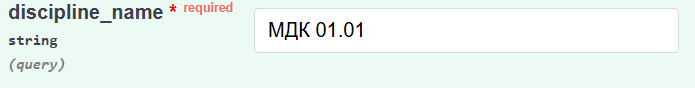 discipline_name * required
МДК 01.01
string
(query)